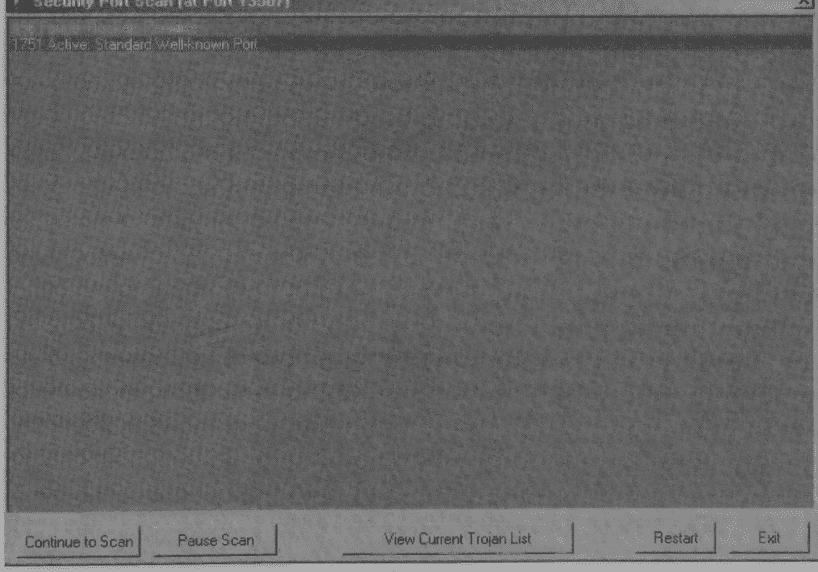 Security Port Scan (at Port 13567)
1751 Active: Standard Well-known Port
Continue to Scan
Pause Scan
View Current Trojan List
Restart
Exit